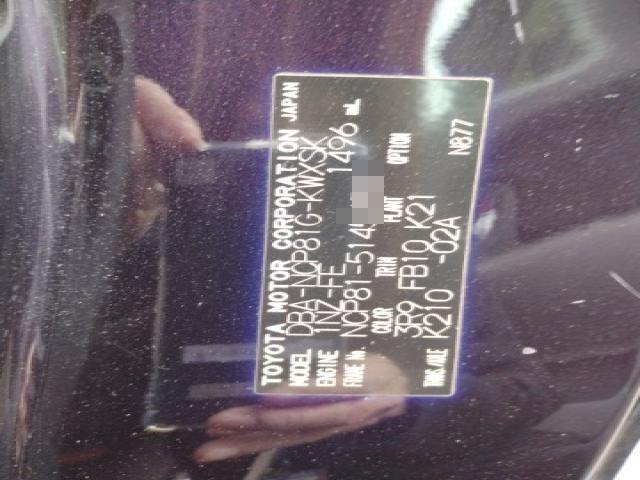 TOYOTA MOTOR CORPORATION JAPAN
MODEL DBA-NCP81G-KWXSK
ENGINE 1NZ-FE 1496 mL
FRAME No. NCP81-514
COLOR TRIM PLANT OPTION
3R9 FB10 K21 N877
TRNS./AXLE K210 -02A